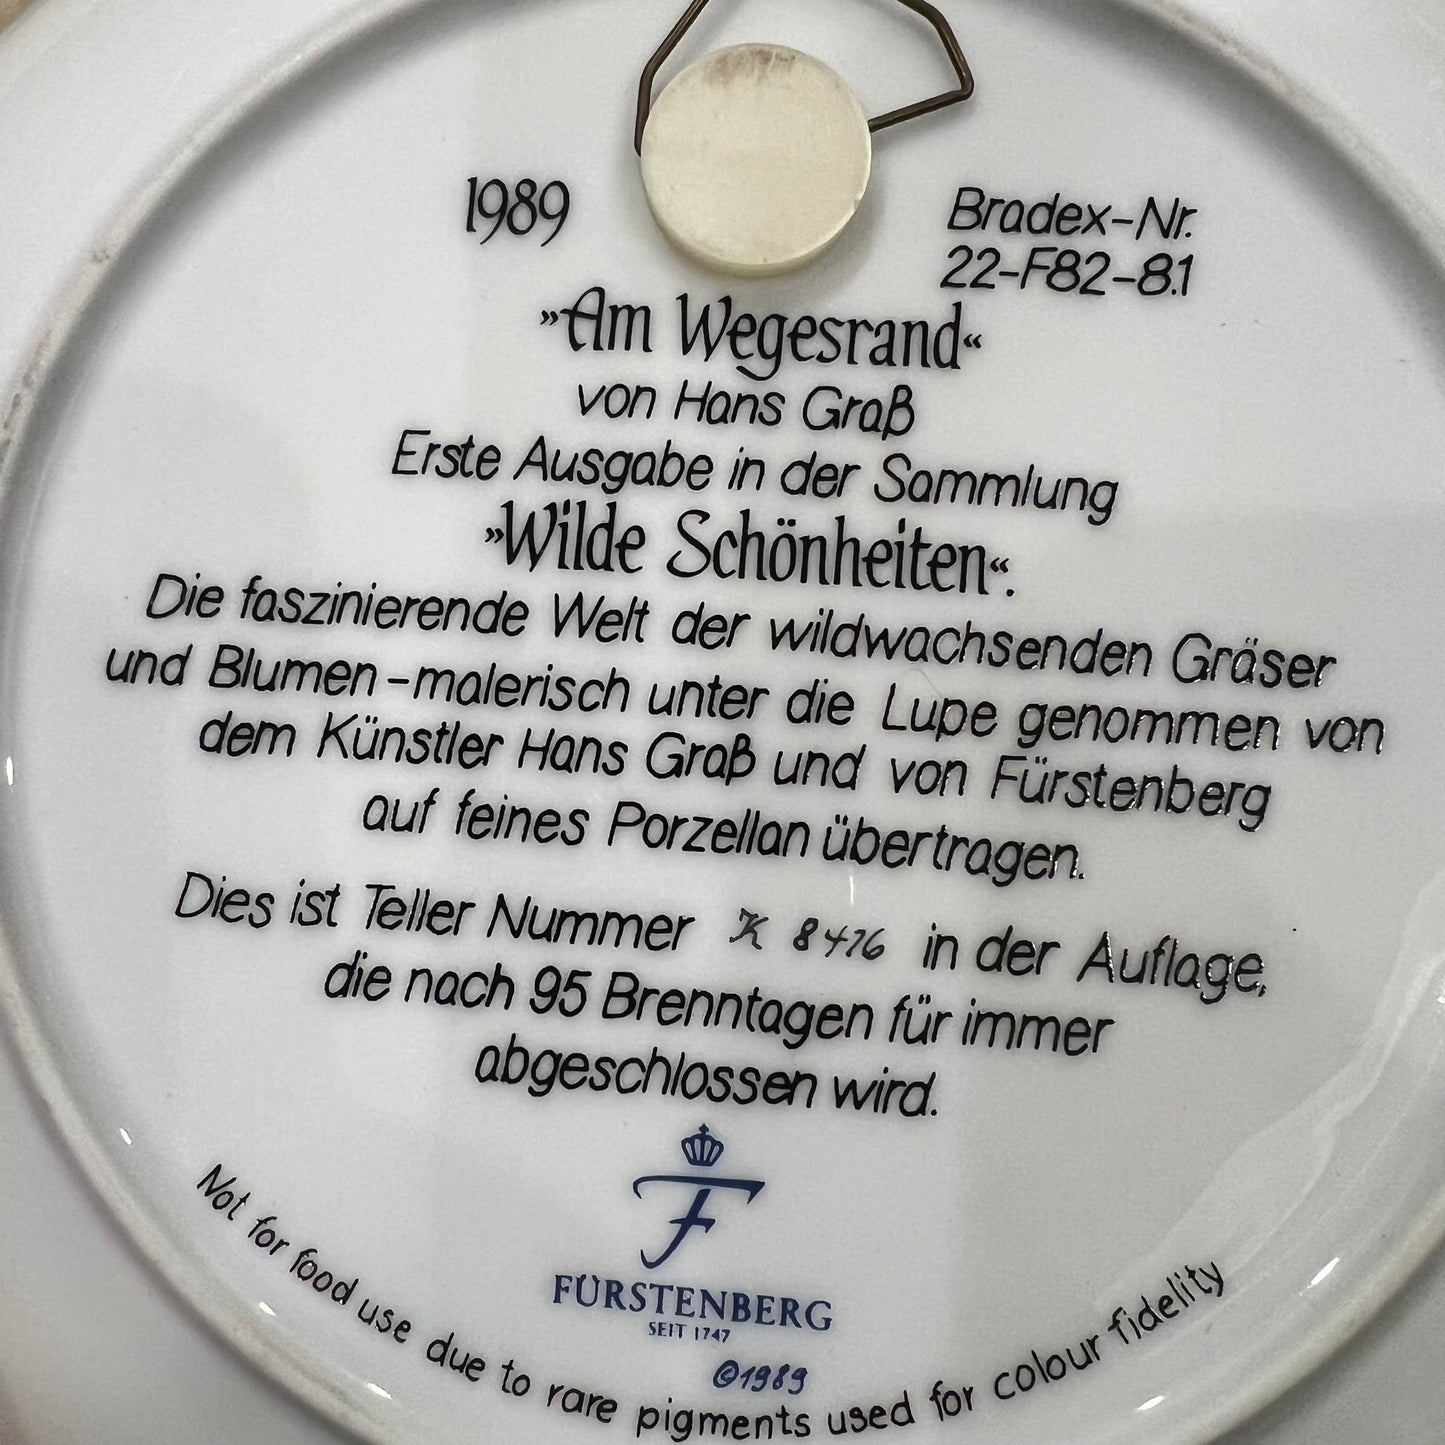 1989
Bradex-Nr.
22-F82-8.1
»Am Wegesrand«
von Hans Graß
Erste Ausgabe in der Sammlung
»Wilde Schönheiten«.
Die faszinierende Welt der wildwachsenden Gräser
und Blumen - malerisch unter die Lupe genommen von
dem Künstler Hans Graß und von Fürstenberg
auf feines Porzellan übertragen.
Dies ist Teller Nummer K 8476 in der Auflage,
die nach 95 Brenntagen für immer
abgeschlossen wird.
F
FÜRSTENBERG
SEIT 1747
©1989
Not for food use due to rare pigments used for colour fidelity